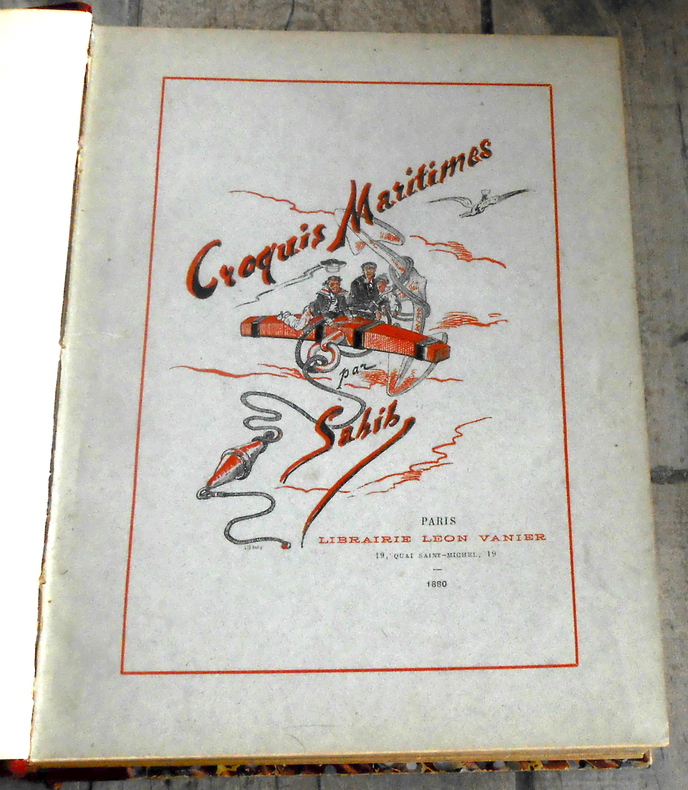 Croquis Maritimes
par
Sahib
PARIS
LIBRAIRIE LEON VANIER
19, QUAI SAINT-MICHEL, 19
1880